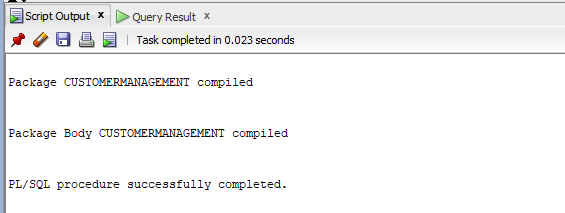 Script Output x Query Result x
Task completed in 0.023 seconds
Package CUSTOMERMANAGEMENT compiled
Package Body CUSTOMERMANAGEMENT compiled
PL/SQL procedure successfully completed.